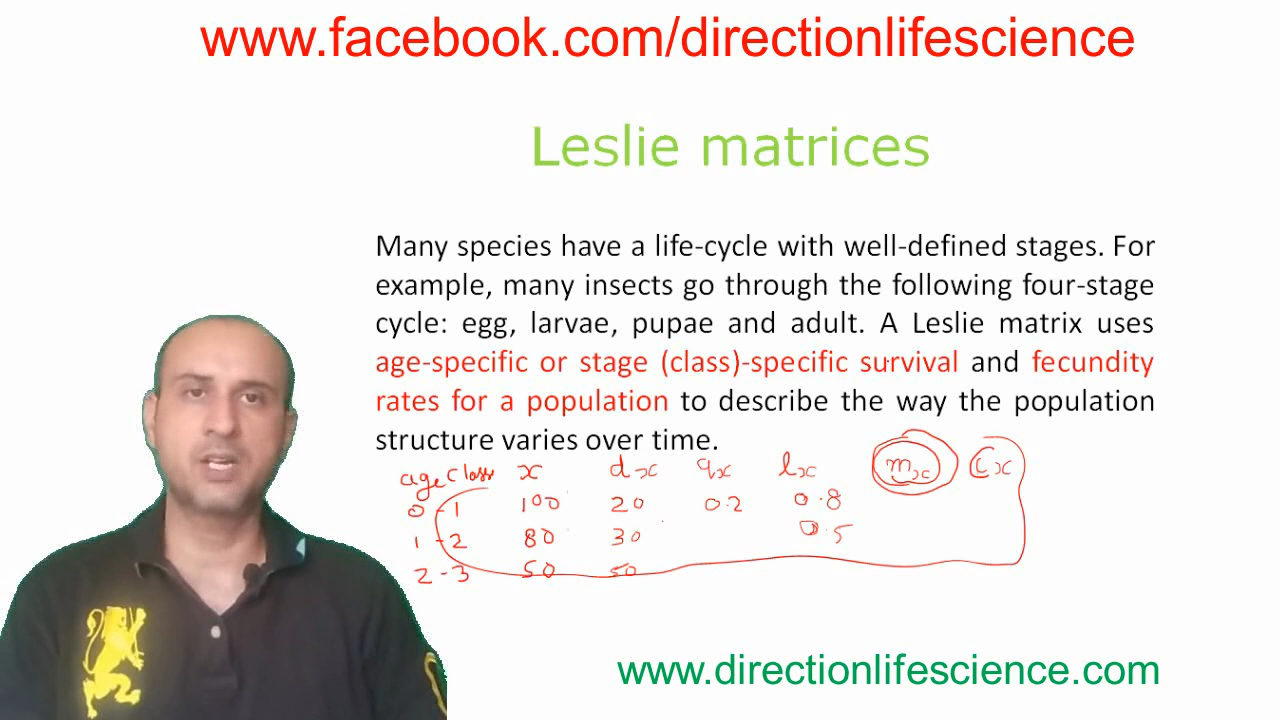 www.facebook.com/directionlifescience
Leslie matrices
Many species have a life-cycle with well-defined stages. For
example, many insects go through the following four-stage
cycle: egg, larvae, pupae and adult. A Leslie matrix uses
age-specific or stage (class)-specific survival and fecundity
rates for a population to describe the way the population
structure varies over time.
age class x dx qx lx mx cx
0-1 100 20 0.2 0.8
1-2 80 30 0.5
2-3 50 50
www.directionlifescience.com